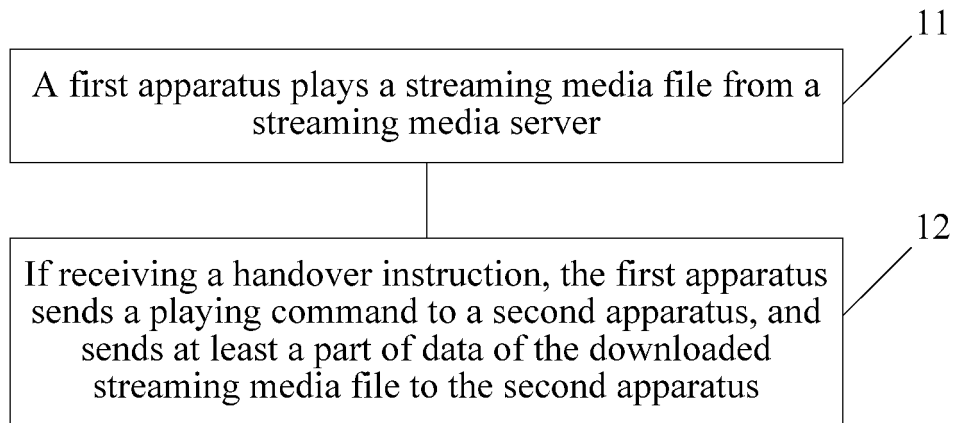 11
A first apparatus plays a streaming media file from a
streaming media server
12
If receiving a handover instruction, the first apparatus
sends a playing command to a second apparatus, and
sends at least a part of data of the downloaded
streaming media file to the second apparatus